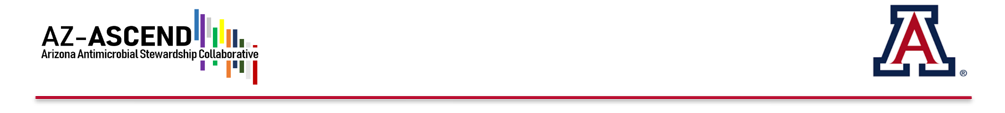 AZ-ASCEND
Arizona Antimicrobial Stewardship Collaborative
A
®